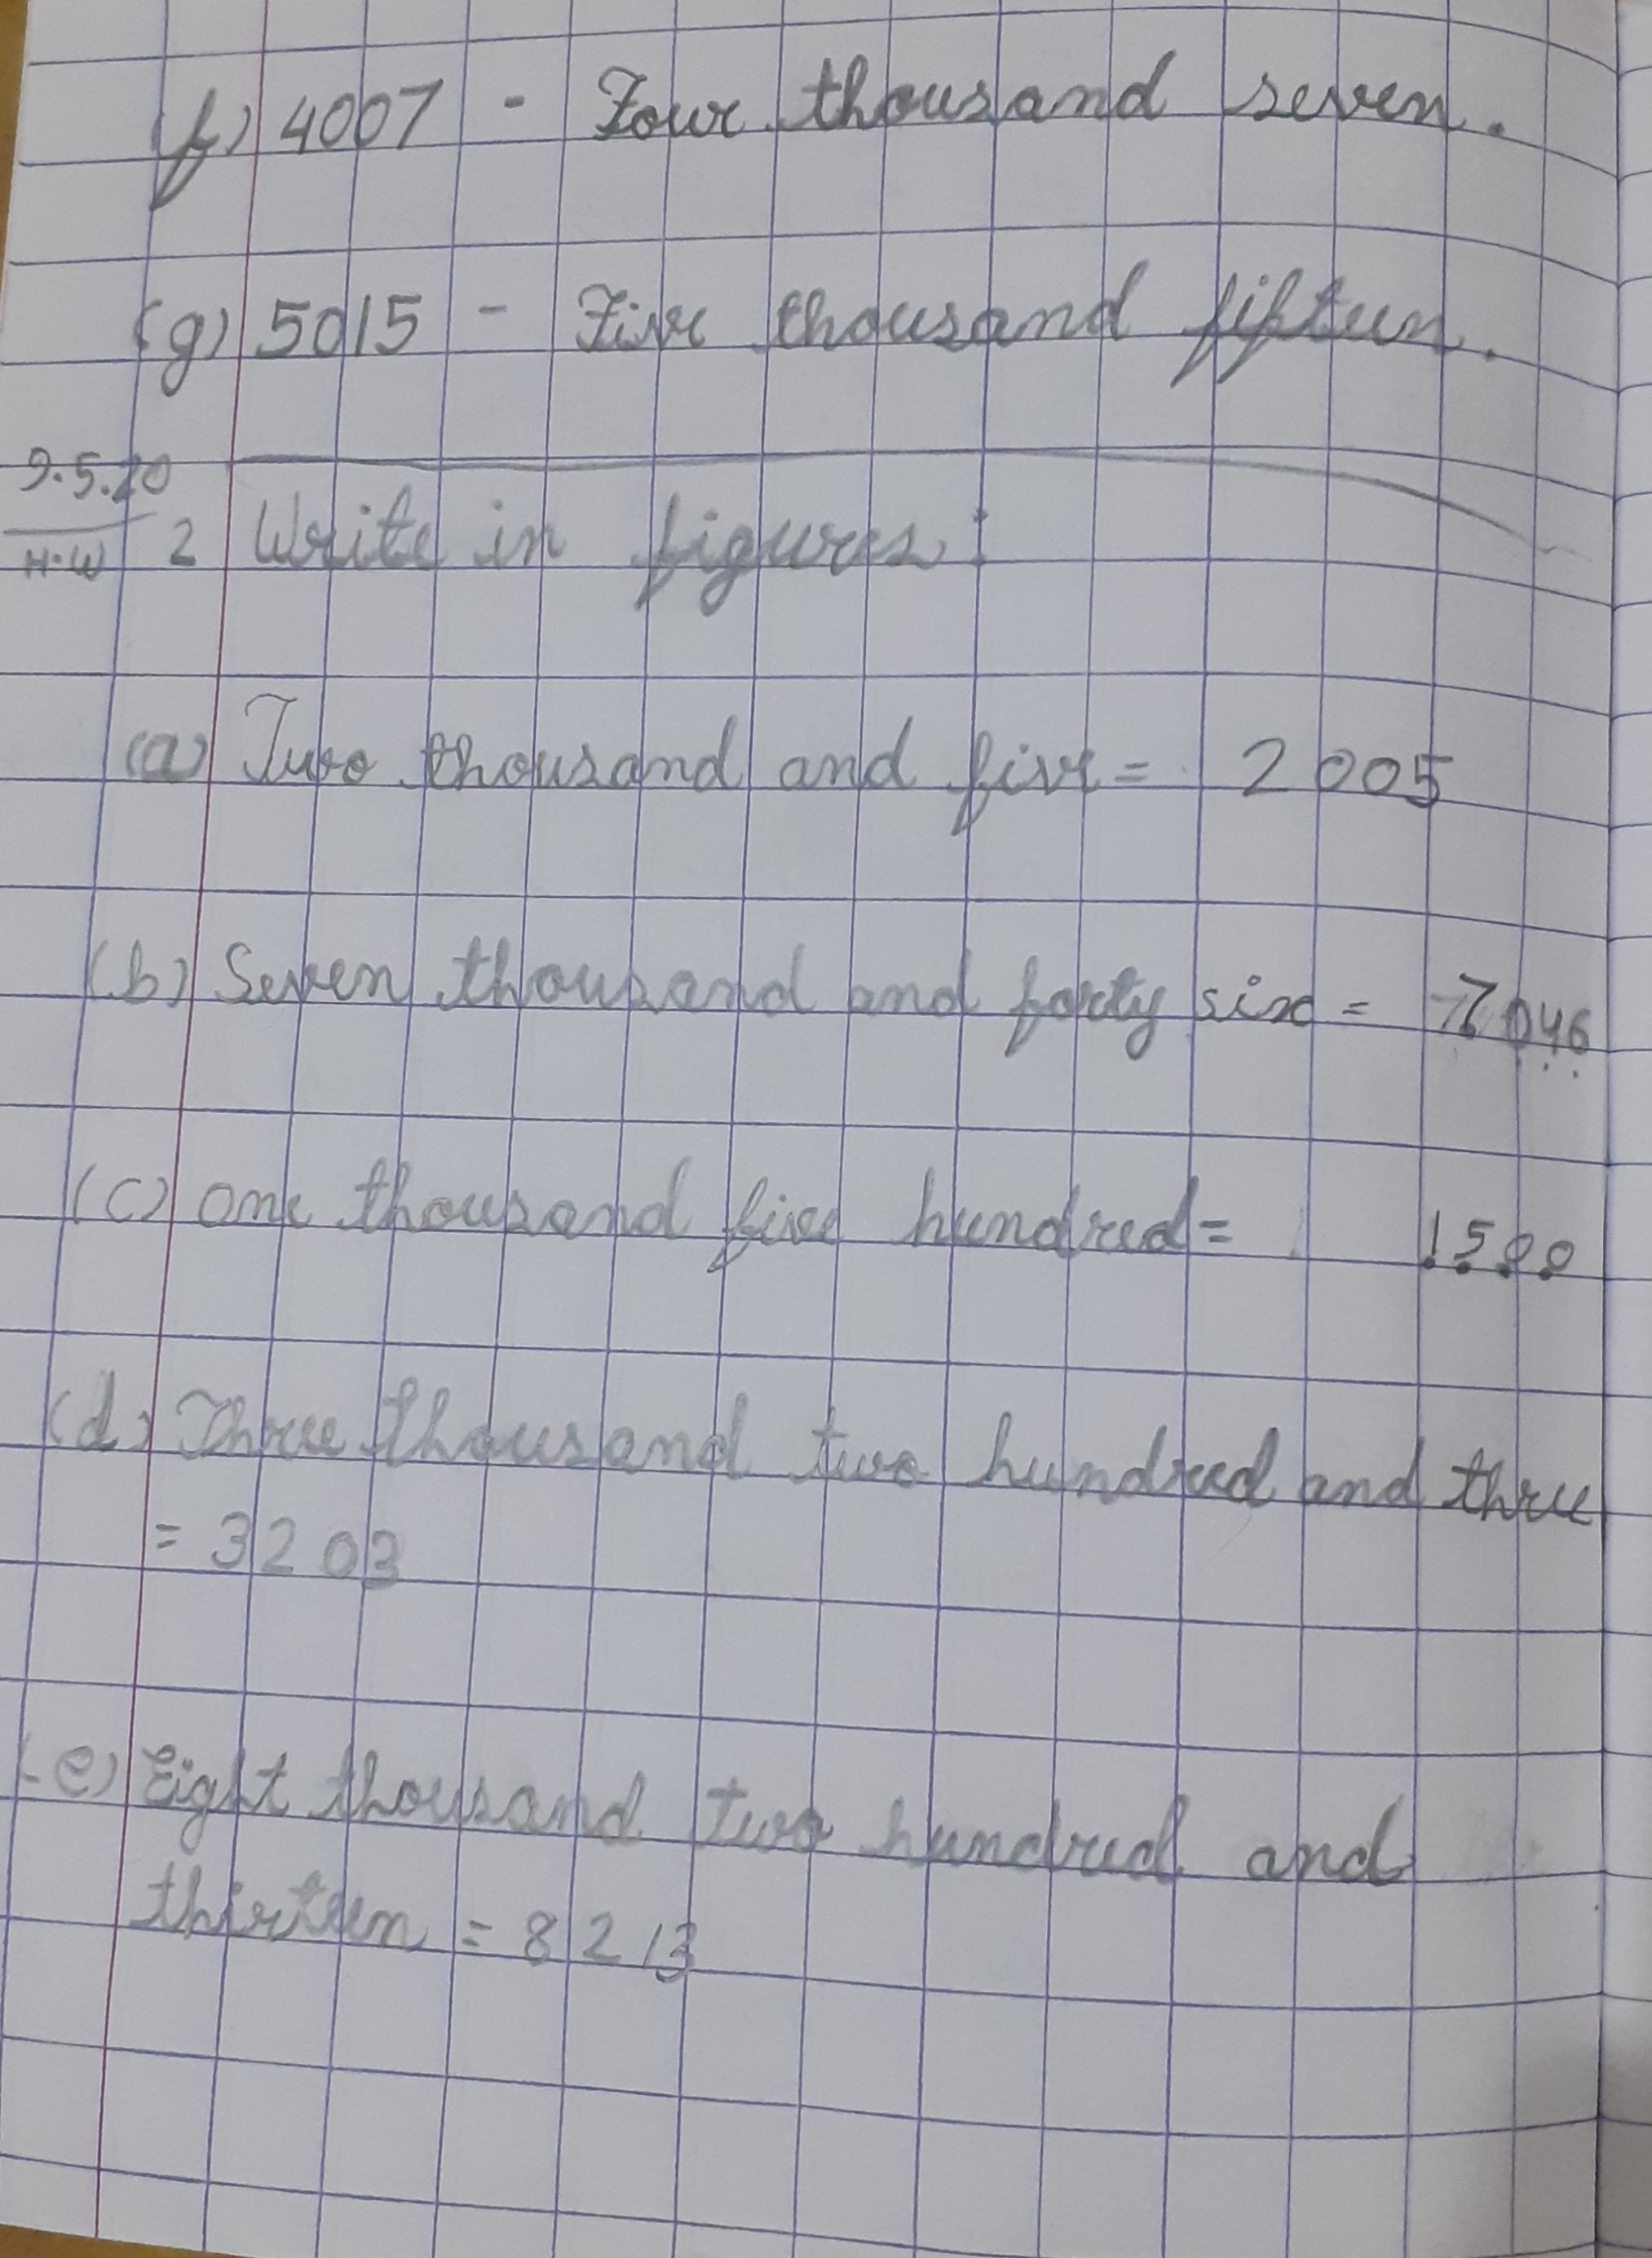 (f) 4007 - Four thousand seven.
(g) 5015 - Five thousand fifteen.
9.5.20
H.W 2 Write in figures:
(a) Two thousand and five = 2005
(b) Seven thousand and forty six = 7046
(c) One thousand five hundred = 1500
(d) Three thousand two hundred and three
= 3203
(e) Eight thousand two hundred and
thirteen = 8213